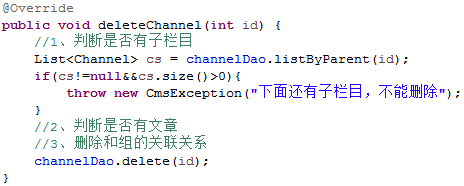 @Override
public void deleteChannel(int id) {
//1、判断是否有子栏目
List<Channel> cs = channelDao.listByParent(id);
if(cs!=null&&cs.size()>0){
throw new CmsException("下面还有子栏目，不能删除");
}
//2、判断是否有文章
//3、删除和组的关联关系
channelDao.delete(id);
}